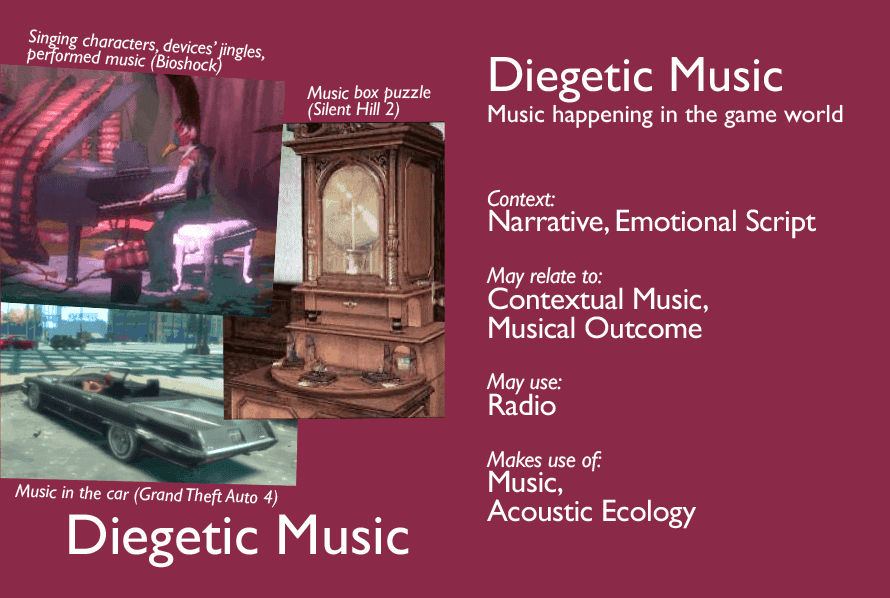 Singing characters, devices' jingles,
performed music (Bioshock)
Music box puzzle
(Silent Hill 2)
Music in the car (Grand Theft Auto 4)
Diegetic Music
Diegetic Music
Music happening in the game world
Context:
Narrative, Emotional Script
May relate to:
Contextual Music,
Musical Outcome
May use:
Radio
Makes use of:
Music,
Acoustic Ecology